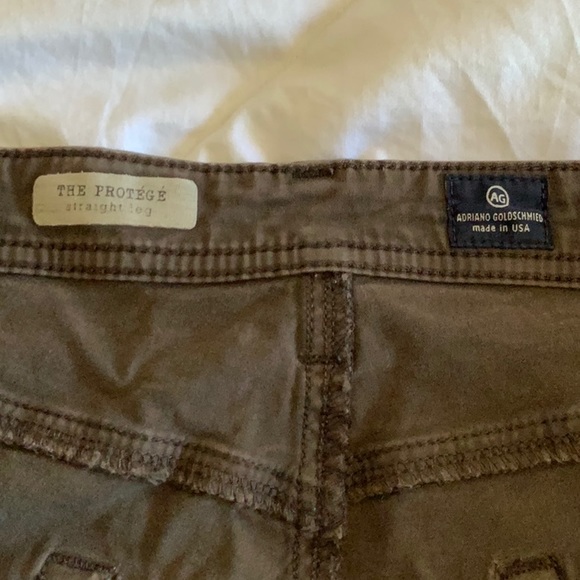 THE PROTÉGÉ
straight leg
AG
ADRIANO GOLDSCHMIED
made in USA